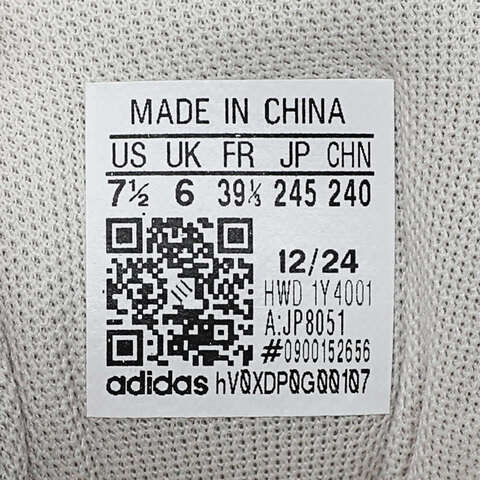 MADE IN CHINA
US UK FR JP CHN
7½ 6 39⅓ 245 240
12/24
HWD 1Y4001
A:JP8051
#0900152656
adidas hV0XDP0G00107